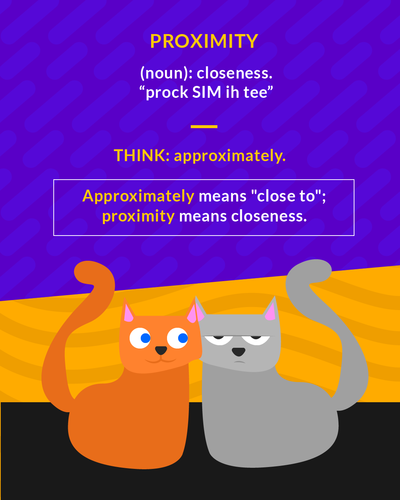 PROXIMITY
(noun): closeness.
“prock SIM ih tee”
THINK: approximately.
Approximately means "close to";
proximity means closeness.